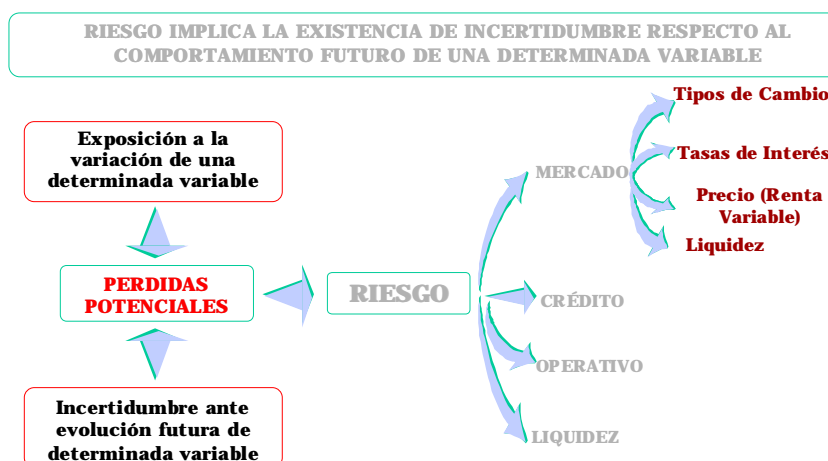 RIESGO IMPLICA LA EXISTENCIA DE INCERTIDUMBRE RESPECTO AL
COMPORTAMIENTO FUTURO DE UNA DETERMINADA VARIABLE
Exposición a la
variación de una
determinada variable
PERDIDAS
POTENCIALES
Incertidumbre ante
evolución futura de
determinada variable
RIESGO
MERCADO
Tipos de Cambio
Tasas de Interés
Precio (Renta
Variable)
Liquidez
CRÉDITO
OPERATIVO
LIQUIDEZ